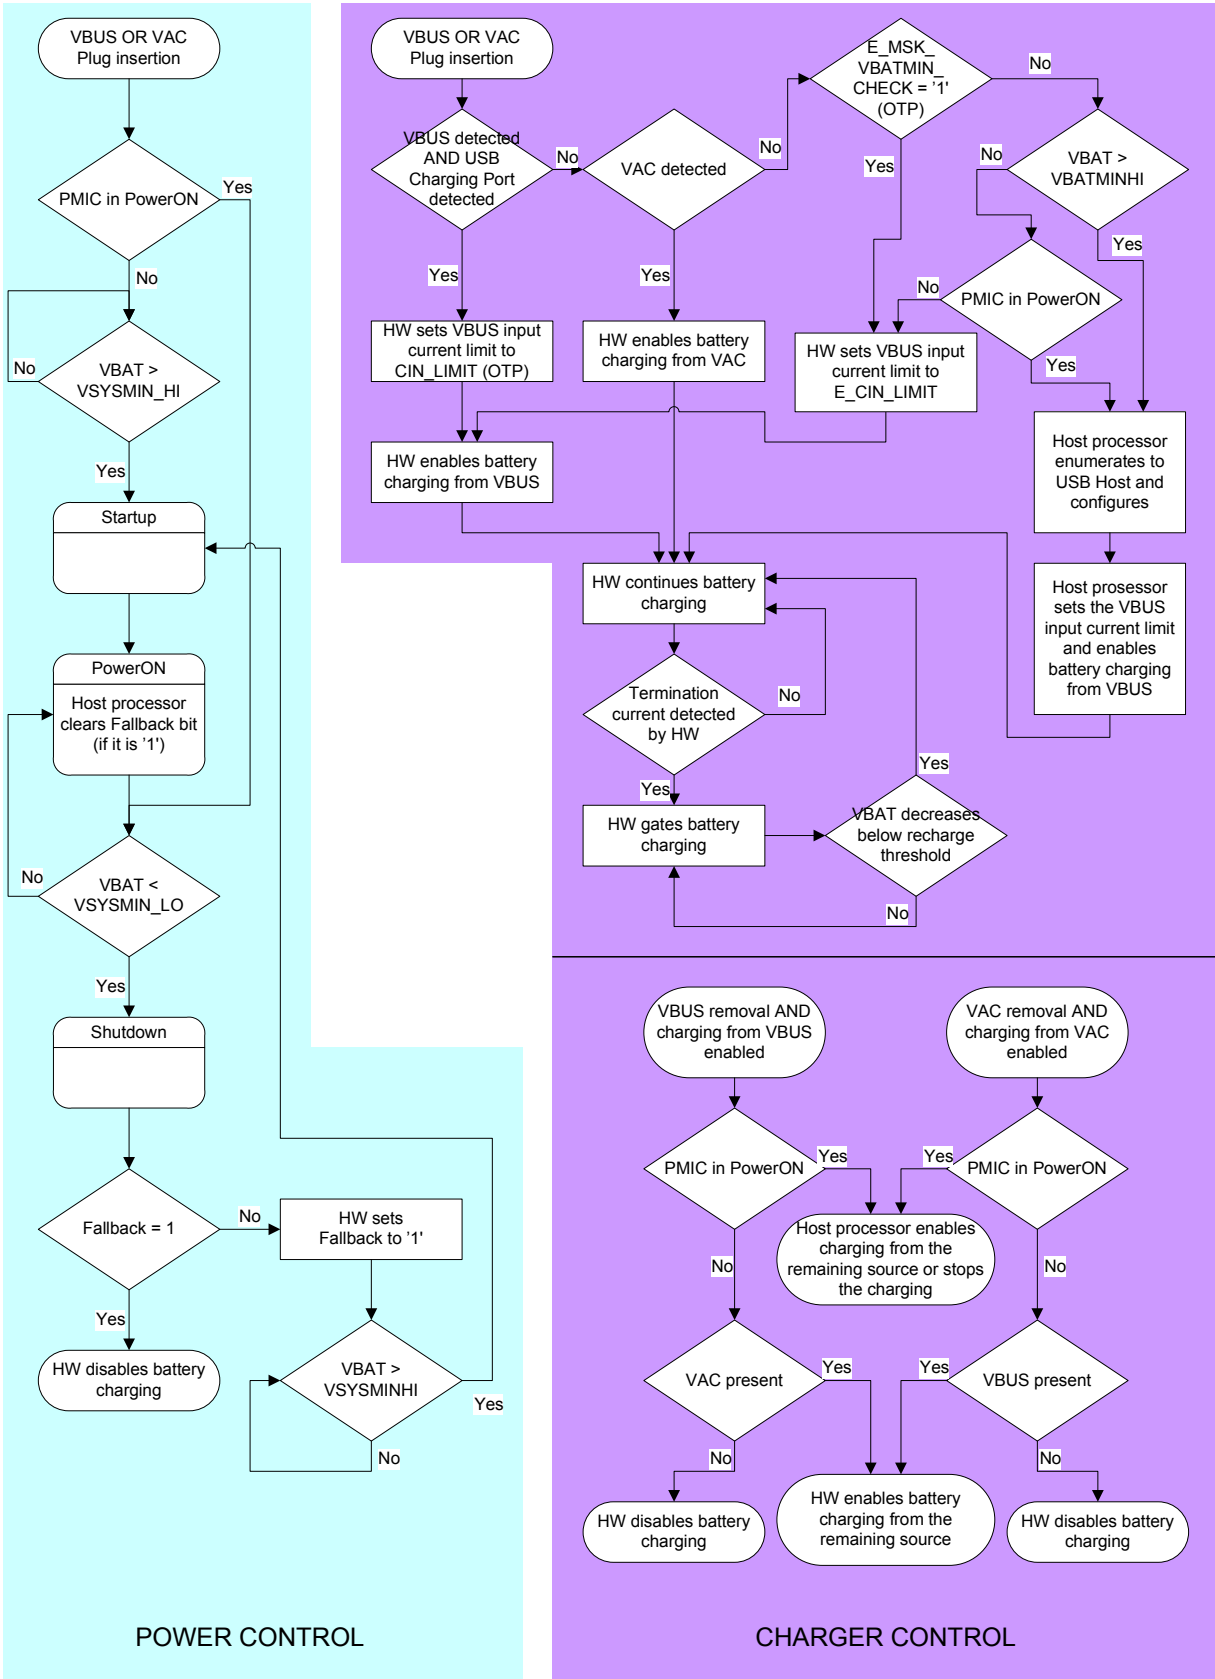 VBUS OR VAC
Plug insertion
PMIC in PowerON
Yes
No
VBAT >
VSYSMIN_HI
No
Yes
Startup
PowerON
Host processor
clears Fallback bit
(if it is '1')
VBAT <
VSYSMIN_LO
No
Yes
Shutdown
Fallback = 1
No
HW sets
Fallback to '1'
Yes
HW disables battery
charging
VBAT >
VSYSMINHI
Yes
No
POWER CONTROL
VBUS OR VAC
Plug insertion
VBUS detected
AND USB
Charging Port
detected
No
Yes
VAC detected
No
Yes
E_MSK_
VBATMIN_
CHECK = '1'
(OTP)
No
Yes
VBAT >
VBATMINHI
No
Yes
PMIC in PowerON
No
Yes
HW sets VBUS input
current limit to
CIN_LIMIT (OTP)
HW enables battery
charging from VAC
HW sets VBUS input
current limit to
E_CIN_LIMIT
HW enables battery
charging from VBUS
Host processor
enumerates to
USB Host and
configures
Host prosessor
sets the VBUS
input current limit
and enables
battery charging
from VBUS
HW continues battery
charging
Termination
current detected
by HW
No
Yes
HW gates battery
charging
VBAT decreases
below recharge
threshold
Yes
No
VBUS removal AND
charging from VBUS
enabled
VAC removal AND
charging from VAC
enabled
PMIC in PowerON
Yes
Yes
PMIC in PowerON
Host processor enables
charging from the
remaining source or stops
the charging
No
No
VAC present
Yes
Yes
VBUS present
No
No
HW disables battery
charging
HW enables battery
charging from the
remaining source
HW disables battery
charging
CHARGER CONTROL